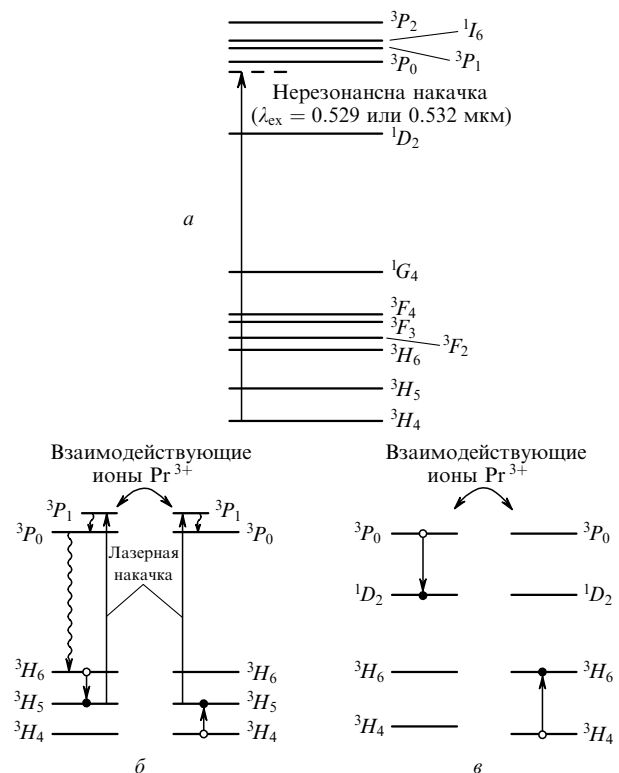 ³P₂
¹I₆
³P₁
³P₀
Нерезонансна накачка
(λₑₓ = 0.529 или 0.532 мкм)
¹D₂
а
¹G₄
³F₄
³F₃
³F₂
³H₆
³H₅
³H₄
Взаимодействующие
ионы Pr³⁺
³P₁ ³P₁
³P₀ ³P₀
Лазерная
накачка
³H₆ ³H₆
³H₅ ³H₅
³H₄ ³H₄
б
Взаимодействующие
ионы Pr³⁺
³P₀ ³P₀
¹D₂ ¹D₂
³H₆ ³H₆
³H₄ ³H₄
в